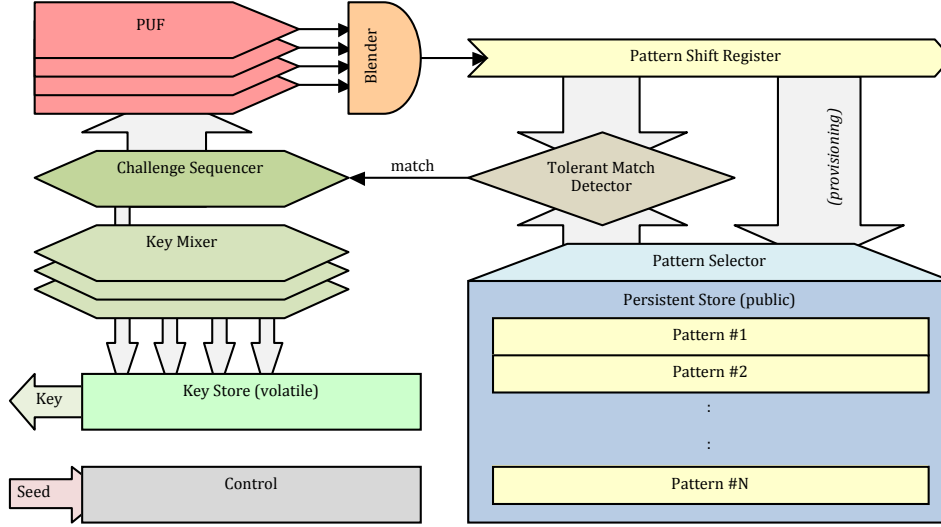 PUF
Blender
Pattern Shift Register
Challenge Sequencer
match
Tolerant Match
Detector
(provisioning)
Key Mixer
Pattern Selector
Persistent Store (public)
Pattern #1
Pattern #2
:
:
Pattern #N
Key
Key Store (volatile)
Seed
Control